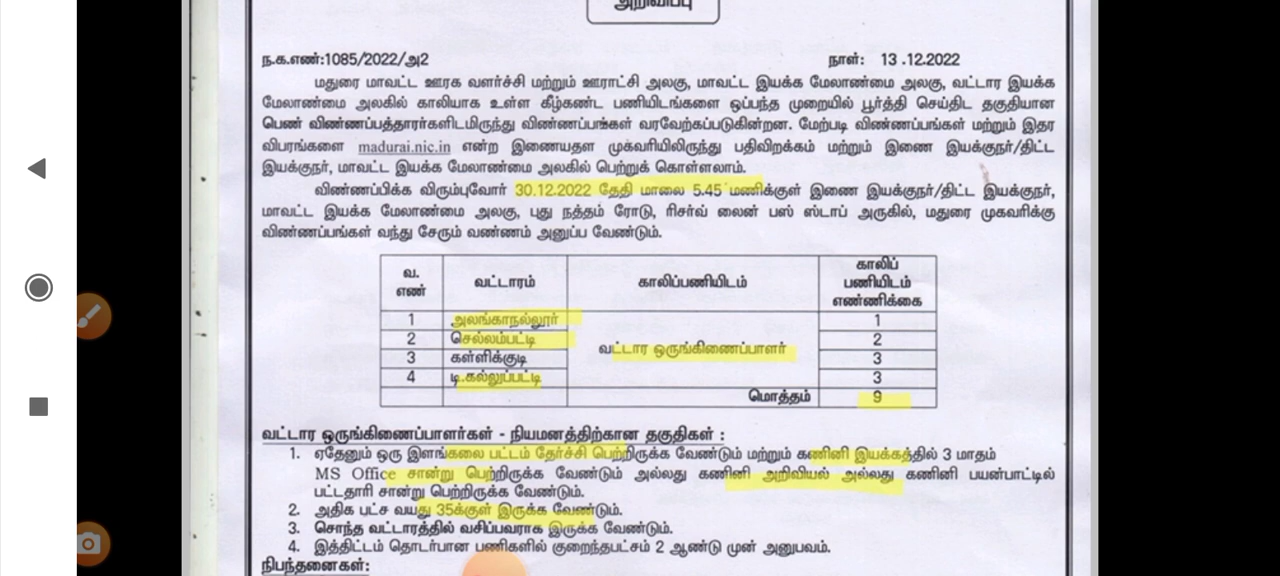 அறிவிப்பு
ந.க.எண்:1085/2022/அ2 நாள்: 13 .12.2022
மதுரை மாவட்ட ஊரக வளர்ச்சி மற்றும் ஊராட்சி அலகு, மாவட்ட இயக்க மேலாண்மை அலகு, வட்டார இயக்க
மேலாண்மை அலகில் காலியாக உள்ள கீழ்கண்ட பணியிடங்களை ஒப்பந்த முறையில் பூர்த்தி செய்திட தகுதியான
பெண் விண்ணப்பத்தாரர்களிடமிருந்து விண்ணப்பங்கள் வரவேற்கப்படுகின்றன. மேற்படி விண்ணப்பங்கள் மற்றும் இதர
விபரங்களை madurai.nic.in என்ற இணையதள முகவரியிலிருந்து பதிவிறக்கம் மற்றும் இணை இயக்குநர்/திட்ட
இயக்குநர், மாவட்ட இயக்க மேலாண்மை அலகில் பெற்றுக் கொள்ளலாம்.
விண்ணப்பிக்க விரும்புவோர் 30.12.2022 தேதி மாலை 5.45 மணிக்குள் இணை இயக்குநர்/திட்ட இயக்குநர்,
மாவட்ட இயக்க மேலாண்மை அலகு, புது நத்தம் ரோடு, ரிசர்வ் லைன் பஸ் ஸ்டாப் அருகில், மதுரை முகவரிக்கு
விண்ணப்பங்கள் வந்து சேரும் வண்ணம் அனுப்ப வேண்டும்.
வ. எண் வட்டாரம் காலிப்பணியிடம் காலிப் பணியிடம் எண்ணிக்கை
1 அலங்காநல்லூர் வட்டார ஒருங்கிணைப்பாளர் 1
2 செல்லம்பட்டி 2
3 கள்ளிக்குடி 3
4 டி.கல்லுப்பட்டி 3
மொத்தம் 9
வட்டார ஒருங்கிணைப்பாளர்கள் - நியமனத்திற்கான தகுதிகள் :
1. ஏதேனும் ஒரு இளங்கலை பட்டம் தேர்ச்சி பெற்றிருக்க வேண்டும் மற்றும் கணினி இயக்கத்தில் 3 மாதம்
MS Office சான்று பெற்றிருக்க வேண்டும் அல்லது கணினி அறிவியல் அல்லது கணினி பயன்பாட்டில்
பட்டதாரி சான்று பெற்றிருக்க வேண்டும்.
2. அதிக புட்ச வயது 35க்குள் இருக்க வேண்டும்.
3. சொந்த வட்டாரத்தில் வசிப்பவராக இருக்க வேண்டும்.
4. இத்திட்டம் தொடர்பான பணிகளில் குறைந்தபட்சம் 2 ஆண்டு முன் அனுபவம்.
நிபந்தனைகள்: